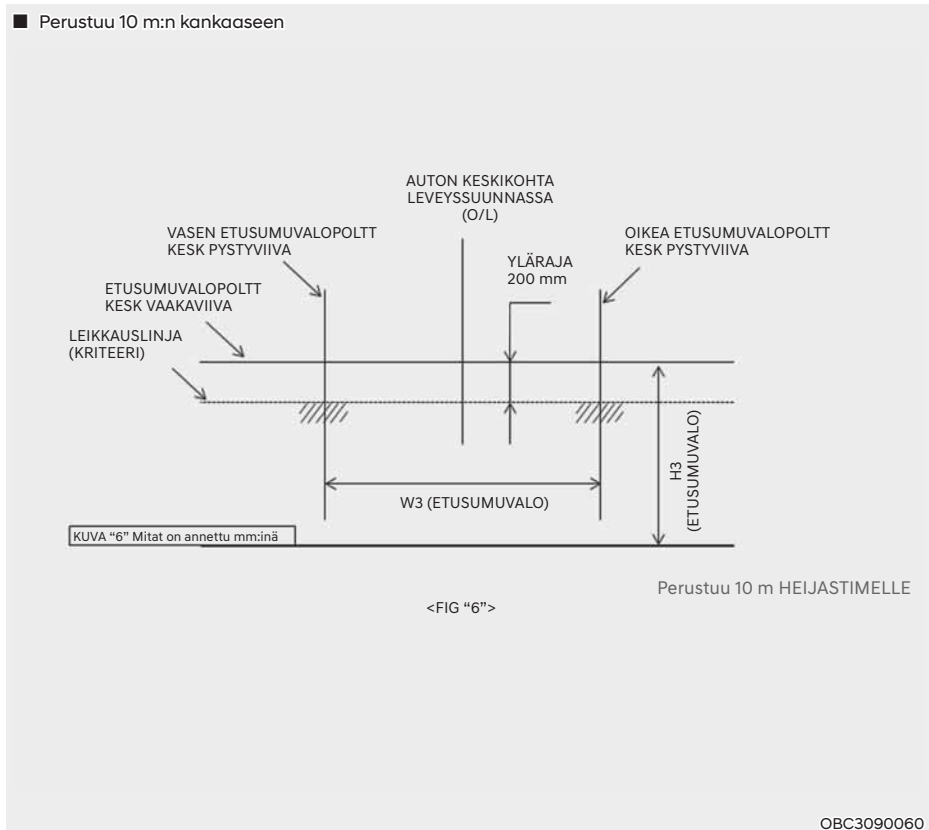 ■ Perustuu 10 m:n kankaaseen
AUTON KESKIKOHTA
LEVEYSSUUNNASSA
(O/L)
VASEN ETUSUMUVALOPOLTT
KESK PYSTYVIIVA
OIKEA ETUSUMUVALOPOLTT
KESK PYSTYVIIVA
YLÄRAJA
200 mm
ETUSUMUVALOPOLTT
KESK VAAKAVIIVA
LEIKKAUSLINJA
(KRITEERI)
H3
(ETUSUMUVALO)
W3 (ETUSUMUVALO)
KUVA “6” Mitat on annettu mm:inä
Perustuu 10 m HEIJASTIMELLE
<FIG “6”>
OBC3090060